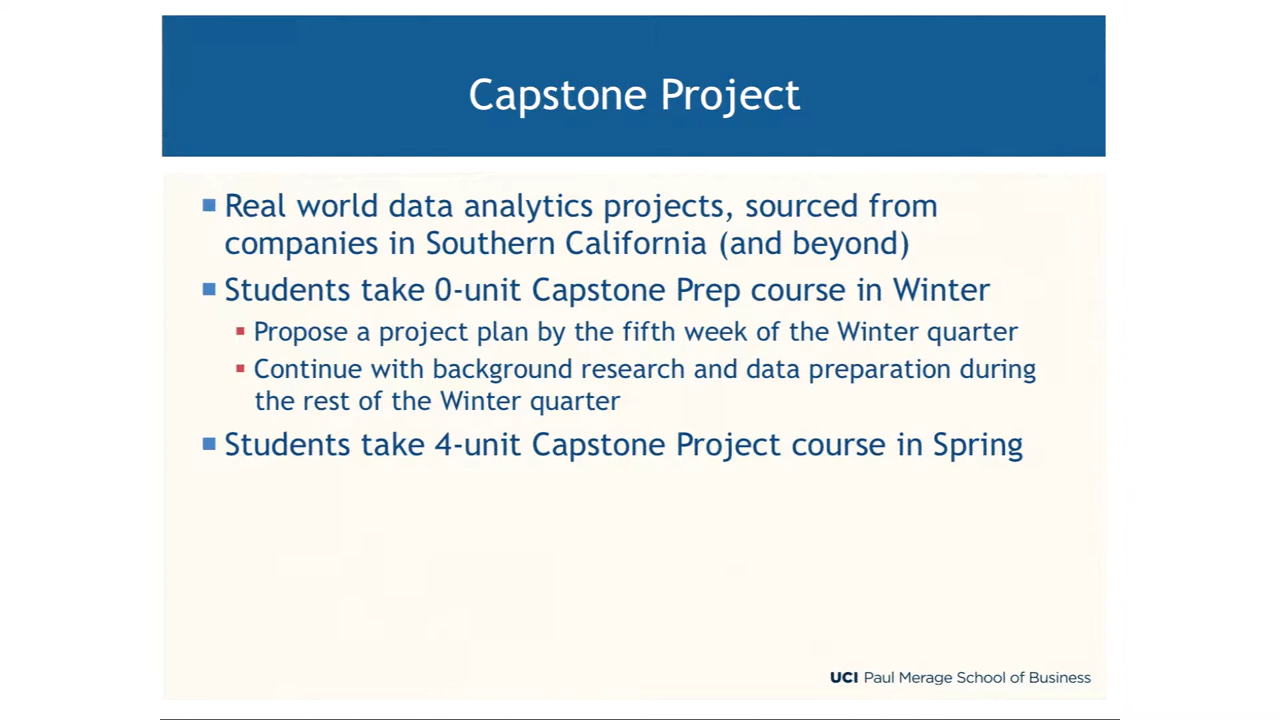 Capstone Project
Real world data analytics projects, sourced from
companies in Southern California (and beyond)
Students take 0-unit Capstone Prep course in Winter
Propose a project plan by the fifth week of the Winter quarter
Continue with background research and data preparation during
the rest of the Winter quarter
Students take 4-unit Capstone Project course in Spring
UCI Paul Merage School of Business